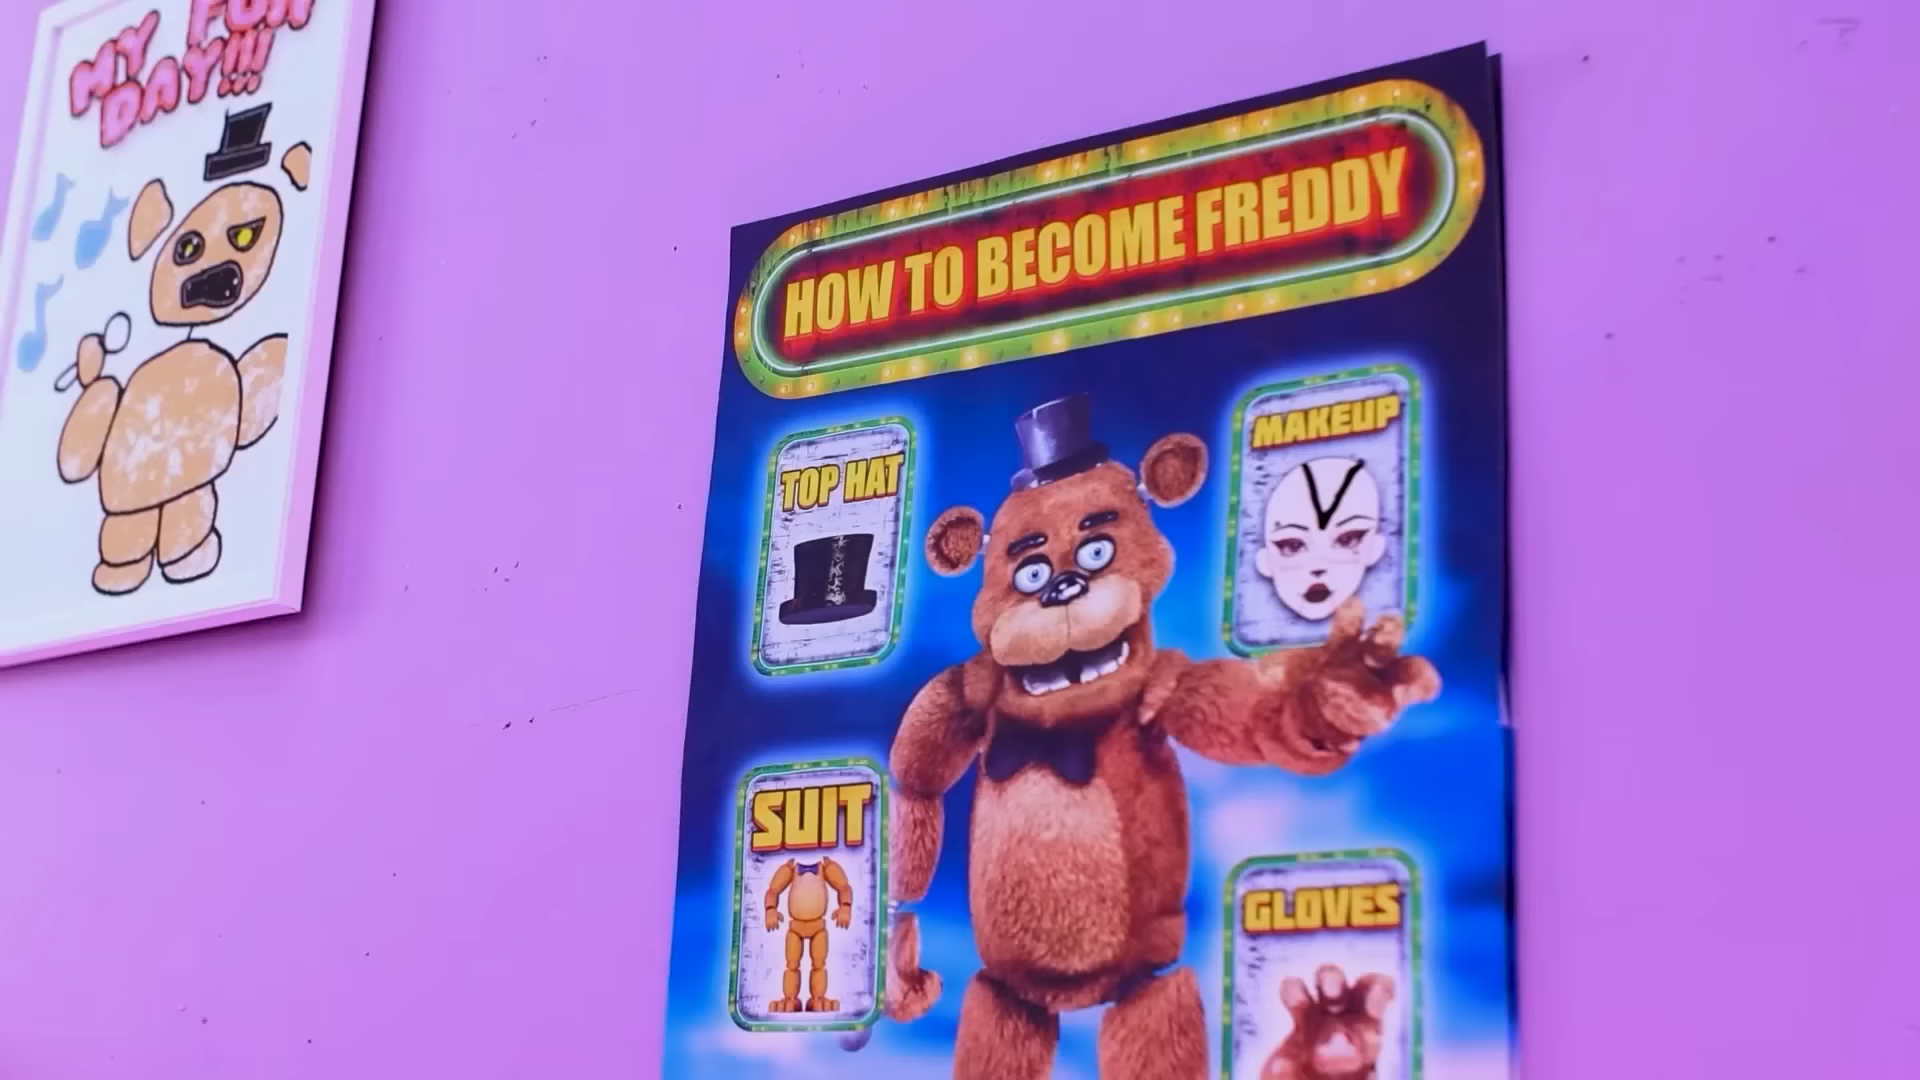 MY FUN
DAY!!!
HOW TO BECOME FREDDY
TOP HAT
MAKEUP
SUIT
GLOVES